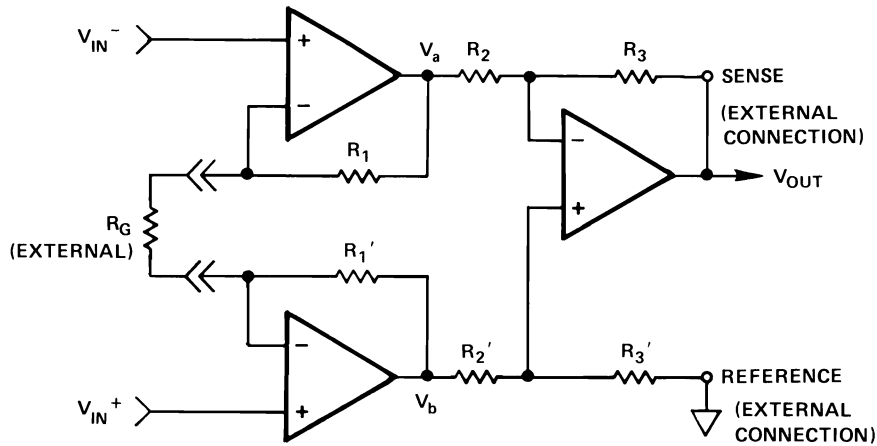 V_IN⁻
+
V_a
R_2
R_3
SENSE
(EXTERNAL
CONNECTION)
−
R_1
−
V_OUT
R_G
(EXTERNAL)
+
R_1'
−
R_2'
R_3'
REFERENCE
V_IN⁺
+
V_b
(EXTERNAL
CONNECTION)